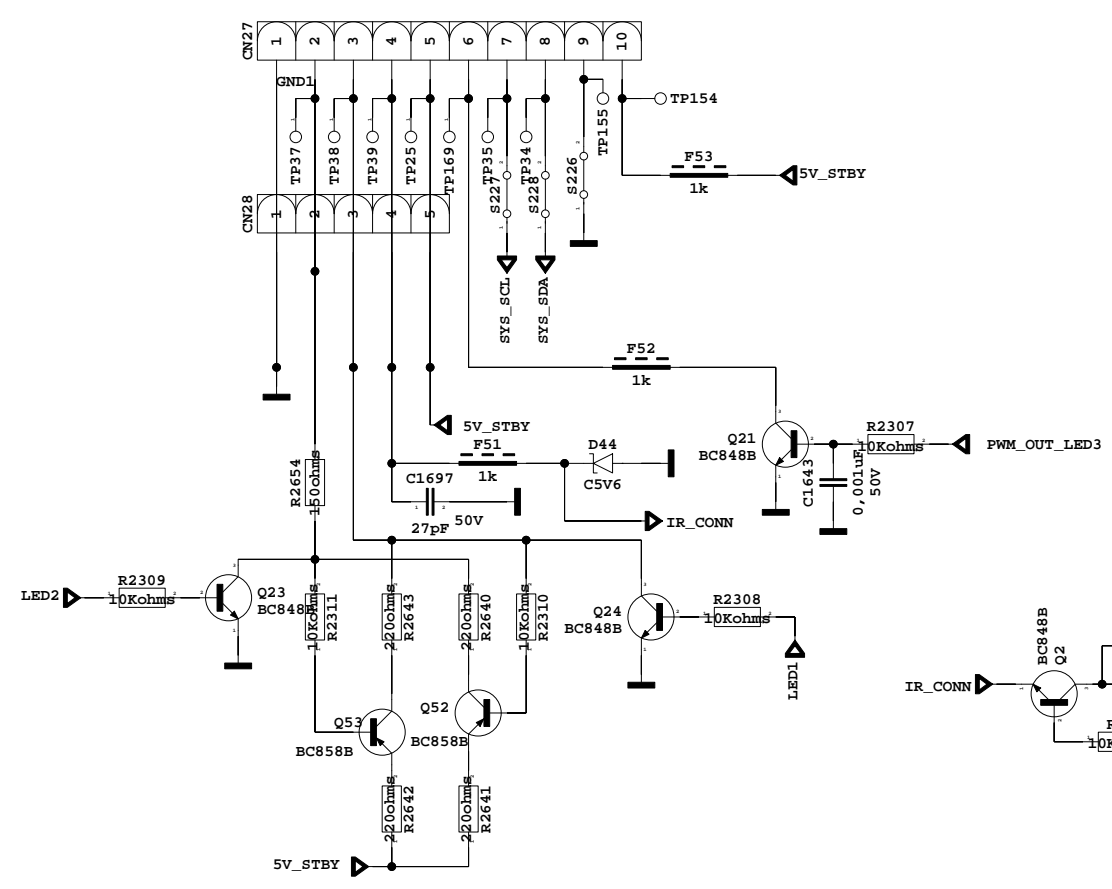 CN27
1 2 3 4 5 6 7 8 9 10
GND1
TP37
TP38
TP39
TP25
TP169
TP35
TP34
TP155
TP154
S227
S228
S226
F53
1k
5V_STBY
CN28
1 2 3 4 5
SYS_SCL
SYS_SDA
F52
1k
5V_STBY
F51
1k
D44
C5V6
Q21
BC848B
R2307
10Kohms
PWM_OUT_LED3
C1643
0,001uF
50V
R2654
150ohms
C1697
27pF
50V
IR_CONN
LED2
R2309
10Kohms
Q23
BC848B
R2311
10Kohms
R2643
220ohms
R2640
220ohms
R2310
10Kohms
Q24
BC848B
R2308
10Kohms
LED1
BC848B
Q2
IR_CONN
Q53
BC858B
Q52
BC858B
R2642
220ohms
R2641
220ohms
5V_STBY
R
10K